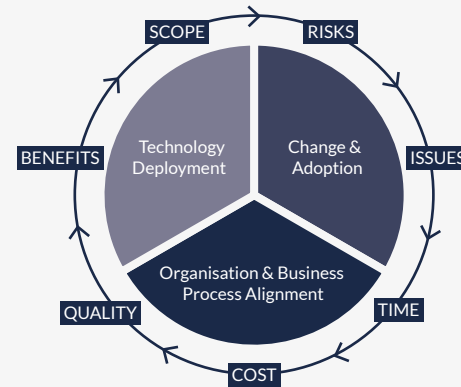 SCOPE
RISKS
Technology
Deployment
Change &
Adoption
BENEFITS
ISSUES
Organisation & Business
Process Alignment
QUALITY
TIME
COST